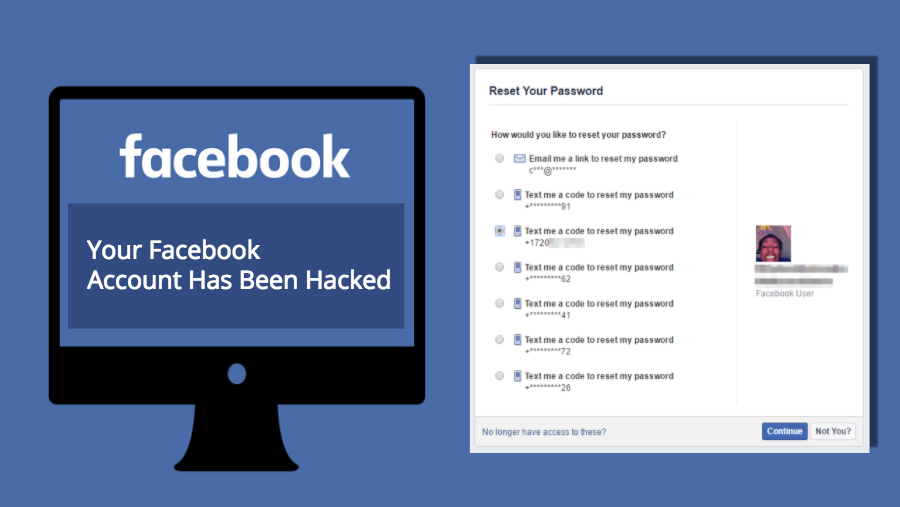 facebook
Your Facebook
Account Has Been Hacked
Reset Your Password
How would you like to reset your password?
Email me a link to reset my password
c***@*******
Text me a code to reset my password
+*********91
Text me a code to reset my password
+1720
Text me a code to reset my password
+*********62
Text me a code to reset my password
+*********41
Text me a code to reset my password
+*********72
Text me a code to reset my password
+*********26
Facebook User
No longer have access to these?
Continue
Not You?